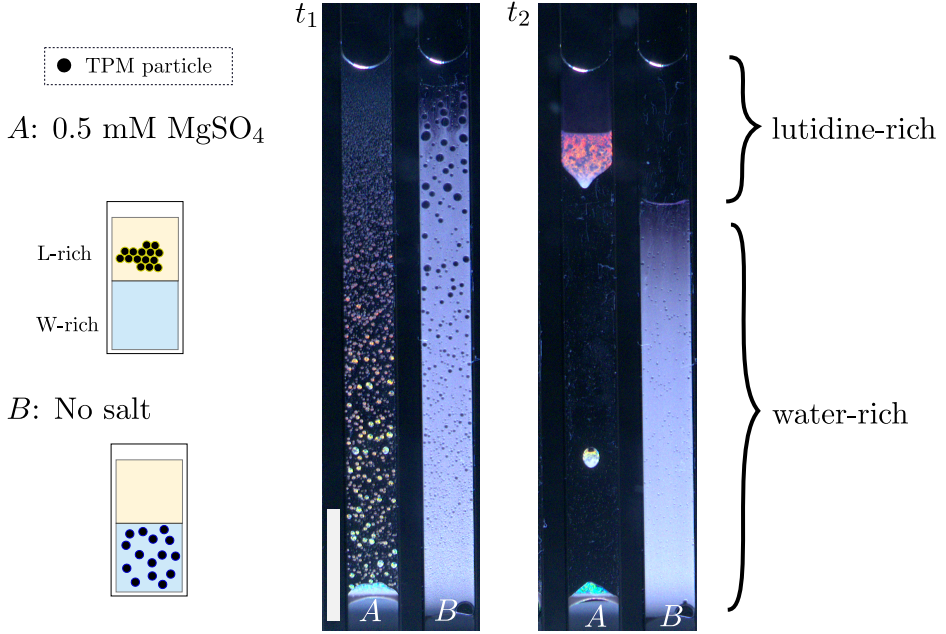 t₁
t₂
TPM particle
A: 0.5 mM MgSO₄
lutidine-rich
L-rich
W-rich
B: No salt
water-rich
A
B
A
B